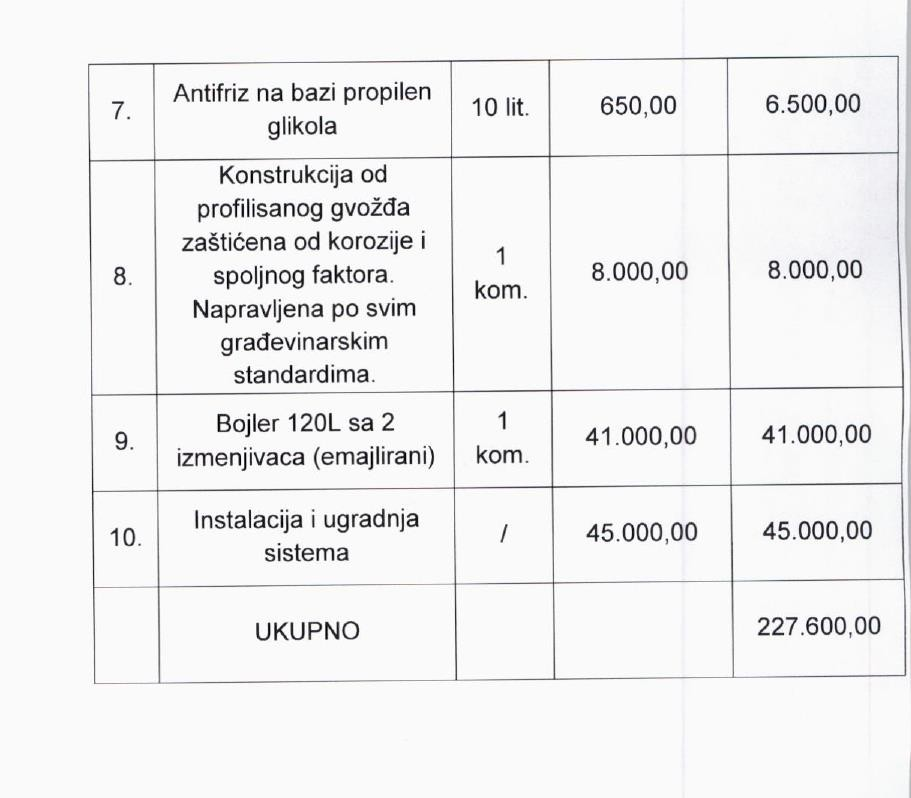 7. Antifriz na bazi propilen glikola 10 lit. 650,00 6.500,00
8. Konstrukcija od
profilisanog gvožđa
zaštićena od korozije i
spoljnog faktora.
Napravljena po svim
građevinarskim
standardima.
1
kom.
8.000,00
8.000,00
9.
Bojler 120L sa 2
izmenjivaca (emajlirani)
1
kom.
41.000,00
41.000,00
10.
Instalacija i ugradnja
sistema
/
45.000,00
45.000,00
UKUPNO
227.600,00